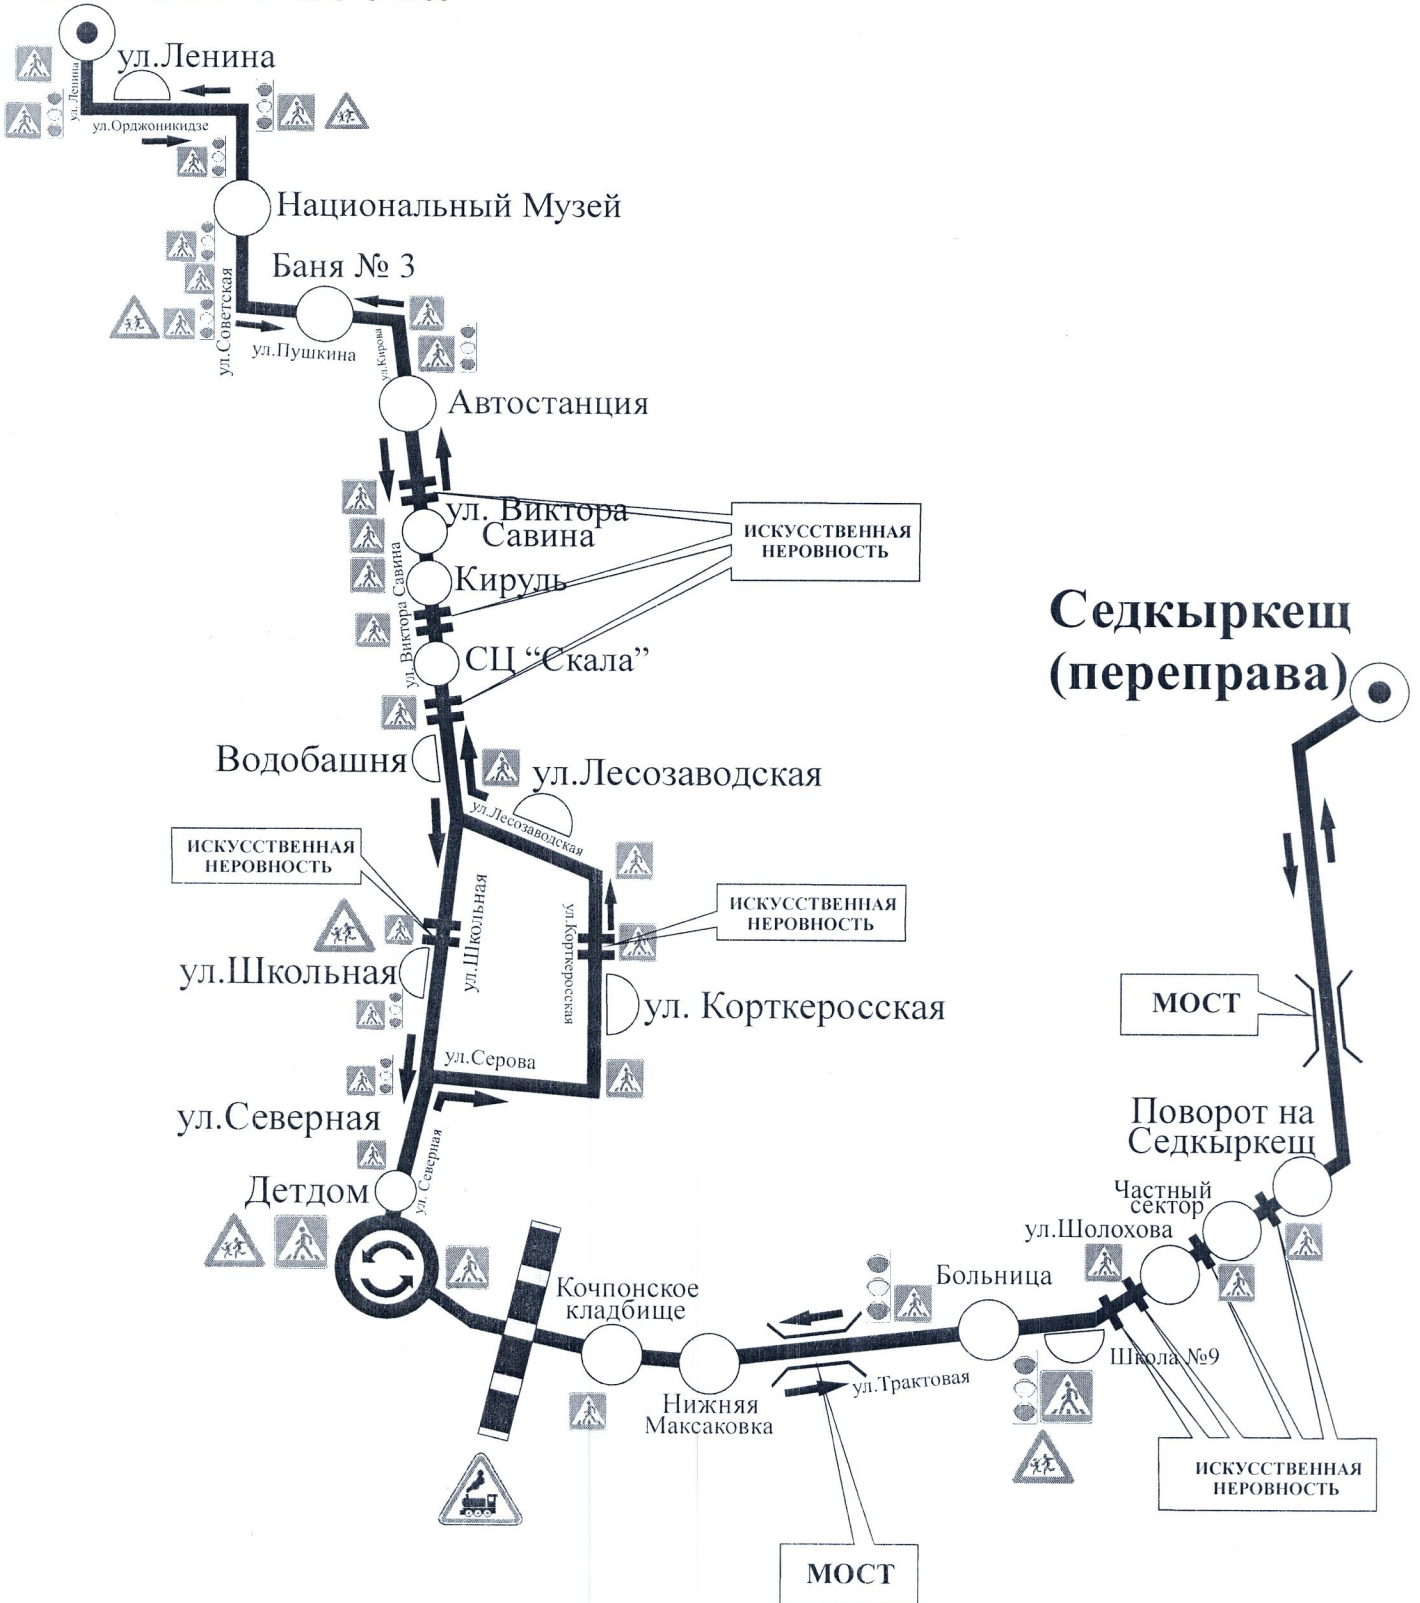 ул.Ленина
ул. Ленина
ул.Орджоникидзе
Национальный Музей
Баня № 3
ул.Советская
ул.Пушкина
ул.Кирова
Автостанция
ул. Виктора
Савина
ИСКУССТВЕННАЯ
НЕРОВНОСТЬ
Кируль
ул. Виктора Савина
СЦ “Скала”
Седкыркещ
(переправа)
Водобашня
ул.Лесозаводская
ул.Лесозаводская
ИСКУССТВЕННАЯ
НЕРОВНОСТЬ
ул.Школьная
ИСКУССТВЕННАЯ
НЕРОВНОСТЬ
ул.Корткеросская
ул.Школьная
ул. Корткеросская
МОСТ
ул.Серова
ул.Северная
ул. Северная
Детдом
Поворот на
Седкыркещ
Частный
сектор
ул.Шолохова
Больница
Кочпонское
кладбище
Школа №9
ул.Трактовая
Нижняя
Максаковка
ИСКУССТВЕННАЯ
НЕРОВНОСТЬ
МОСТ